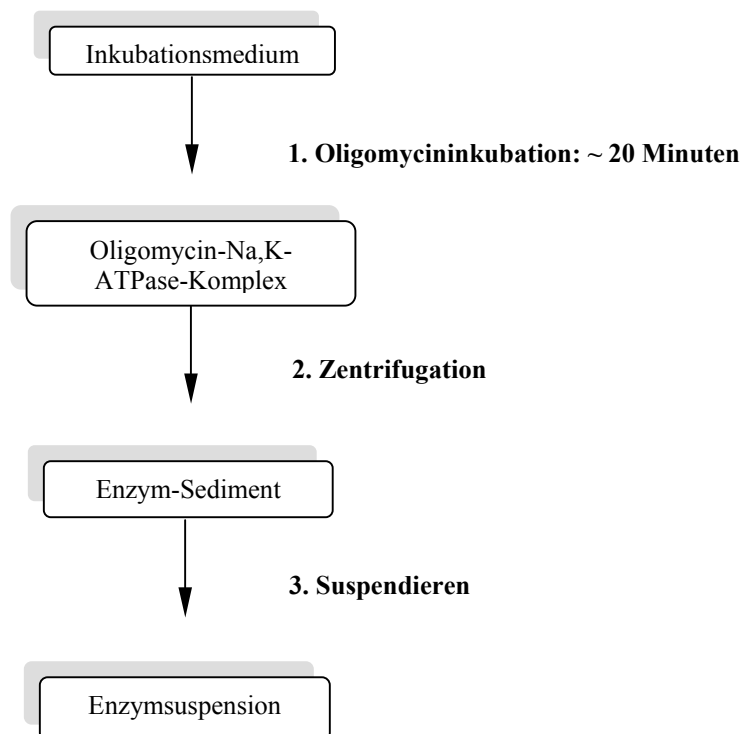 Inkubationsmedium
1. Oligomycininkubation: ~ 20 Minuten
Oligomycin-Na,K-
ATPase-Komplex
2. Zentrifugation
Enzym-Sediment
3. Suspendieren
Enzymsuspension